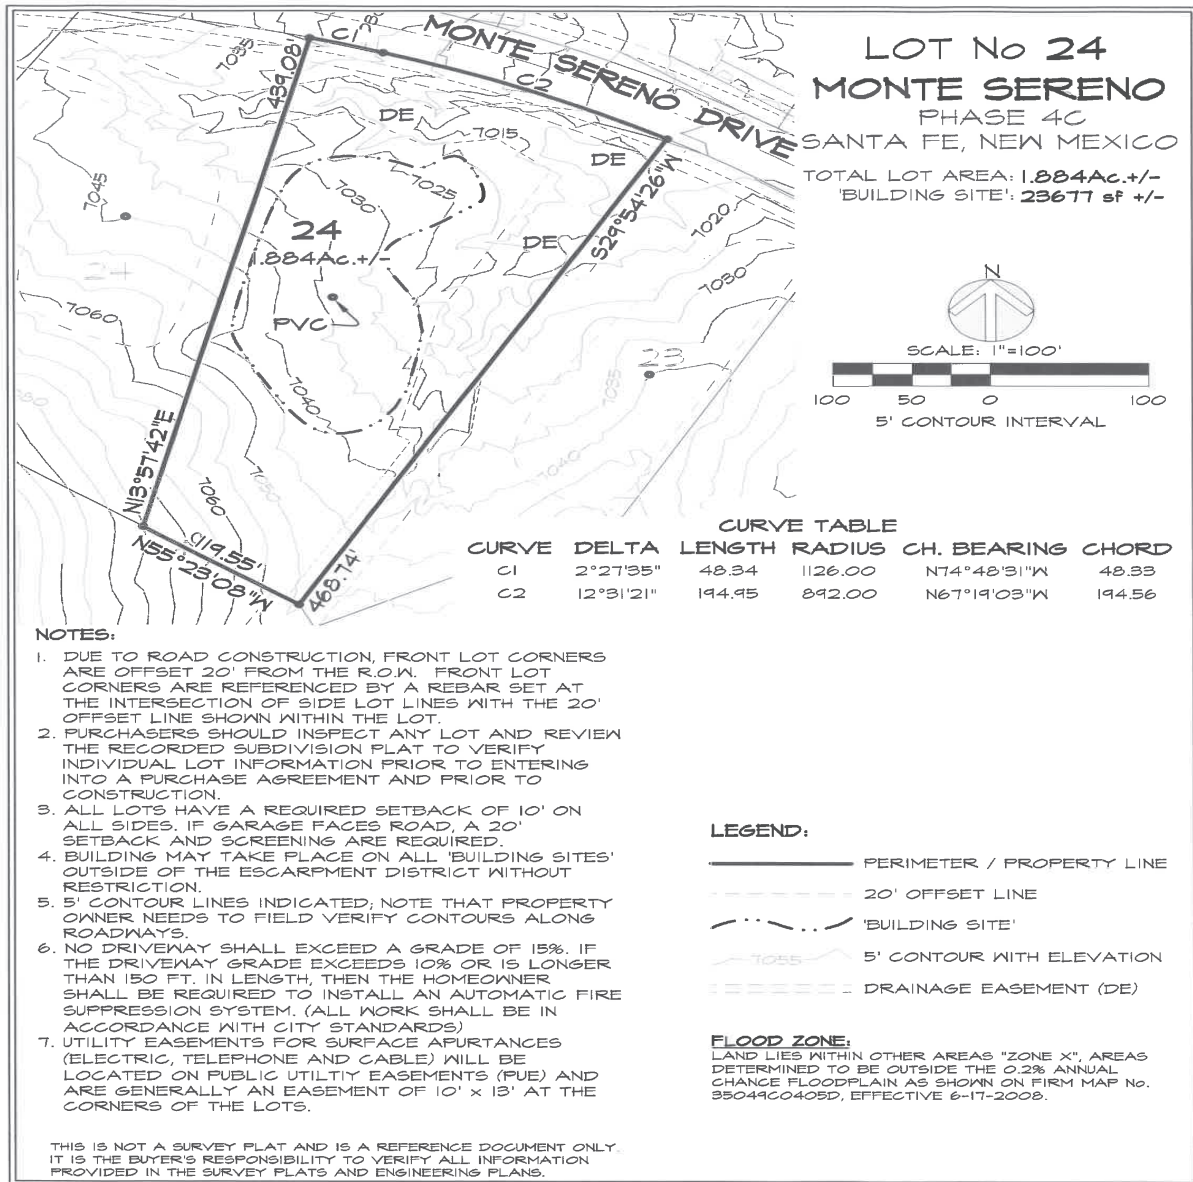 LOT No 24
MONTE SERENO
PHASE 4C
SANTA FE, NEW MEXICO
TOTAL LOT AREA: 1.884Ac.+/-
'BUILDING SITE': 23677 sf +/-
N
SCALE: 1"=100'
100 50 0 100
5' CONTOUR INTERVAL
MONTE SERENO DRIVE
C1
C2
7035
439.08'
DE
7015
DE
7025
7030
7045
24
1.884Ac.+/-
DE
S29°54'26"W
7020
7030
24
7060
PVC
23
7035
7040
7040
N13°57'42"E
7050
7060
119.55'
N55°23'08"W
468.74'
CURVE TABLE
CURVE DELTA LENGTH RADIUS CH. BEARING CHORD
C1 2°27'35" 48.34 1126.00 N74°48'31"W 48.33
C2 12°31'21" 194.95 892.00 N67°19'03"W 194.56
NOTES:
1. DUE TO ROAD CONSTRUCTION, FRONT LOT CORNERS
ARE OFFSET 20' FROM THE R.O.W. FRONT LOT
CORNERS ARE REFERENCED BY A REBAR SET AT
THE INTERSECTION OF SIDE LOT LINES WITH THE 20'
OFFSET LINE SHOWN WITHIN THE LOT.
2. PURCHASERS SHOULD INSPECT ANY LOT AND REVIEW
THE RECORDED SUBDIVISION PLAT TO VERIFY
INDIVIDUAL LOT INFORMATION PRIOR TO ENTERING
INTO A PURCHASE AGREEMENT AND PRIOR TO
CONSTRUCTION.
3. ALL LOTS HAVE A REQUIRED SETBACK OF 10' ON
ALL SIDES. IF GARAGE FACES ROAD, A 20'
SETBACK AND SCREENING ARE REQUIRED.
4. BUILDING MAY TAKE PLACE ON ALL 'BUILDING SITES'
OUTSIDE OF THE ESCARPMENT DISTRICT WITHOUT
RESTRICTION.
5. 5' CONTOUR LINES INDICATED; NOTE THAT PROPERTY
OWNER NEEDS TO FIELD VERIFY CONTOURS ALONG
ROADWAYS.
6. NO DRIVEWAY SHALL EXCEED A GRADE OF 15%. IF
THE DRIVEWAY GRADE EXCEEDS 10% OR IS LONGER
THAN 150 FT. IN LENGTH, THEN THE HOMEOWNER
SHALL BE REQUIRED TO INSTALL AN AUTOMATIC FIRE
SUPPRESSION SYSTEM. (ALL WORK SHALL BE IN
ACCORDANCE WITH CITY STANDARDS)
7. UTILITY EASEMENTS FOR SURFACE APURTANCES
(ELECTRIC, TELEPHONE AND CABLE) WILL BE
LOCATED ON PUBLIC UTILTIY EASEMENTS (PUE) AND
ARE GENERALLY AN EASEMENT OF 10' x 13' AT THE
CORNERS OF THE LOTS.
THIS IS NOT A SURVEY PLAT AND IS A REFERENCE DOCUMENT ONLY.
IT IS THE BUYER'S RESPONSIBILITY TO VERIFY ALL INFORMATION
PROVIDED IN THE SURVEY PLATS AND ENGINEERING PLANS.
LEGEND:
PERIMETER / PROPERTY LINE
20' OFFSET LINE
'BUILDING SITE'
7055 5' CONTOUR WITH ELEVATION
DRAINAGE EASEMENT (DE)
FLOOD ZONE:
LAND LIES WITHIN OTHER AREAS "ZONE X", AREAS
DETERMINED TO BE OUTSIDE THE 0.2% ANNUAL
CHANCE FLOODPLAIN AS SHOWN ON FIRM MAP No.
35049C0405D, EFFECTIVE 6-17-2008.